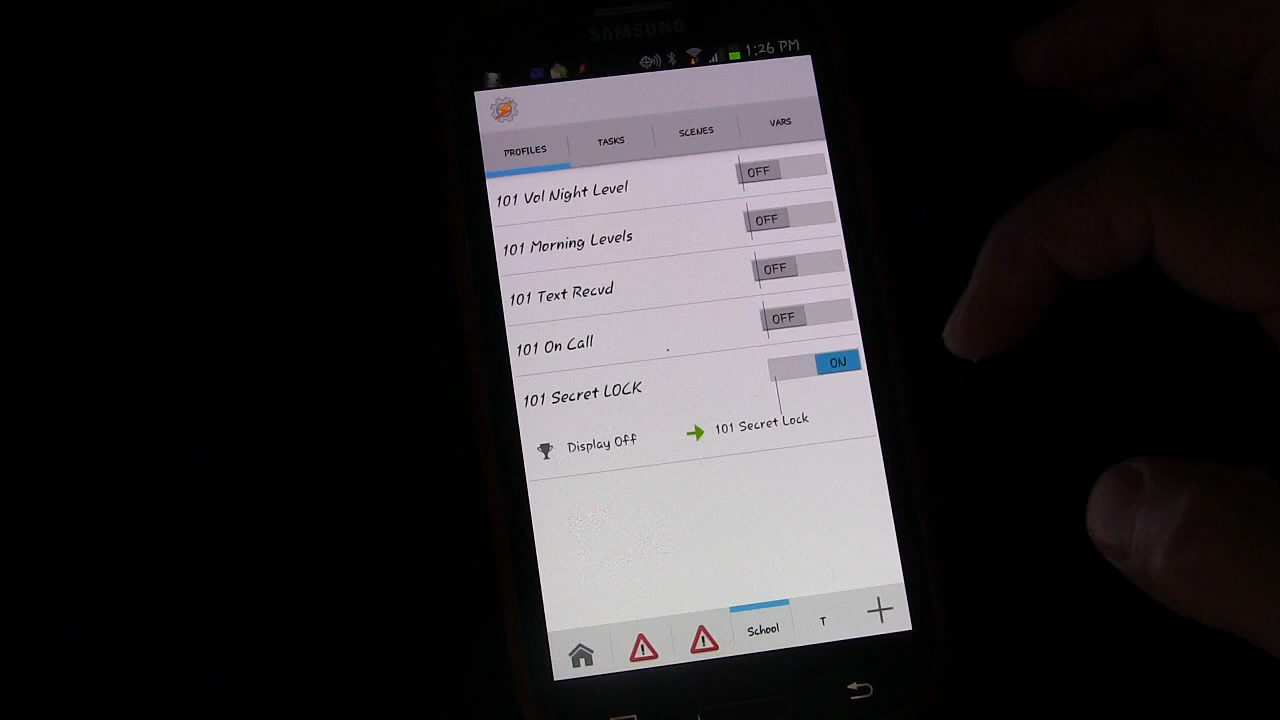 SAMSUNG
1:26 PM
PROFILES TASKS SCENES VARS
101 Vol Night Level OFF
101 Morning Levels OFF
101 Text Recvd OFF
101 On Call OFF
101 Secret LOCK ON
Display Off 101 Secret Lock
School T